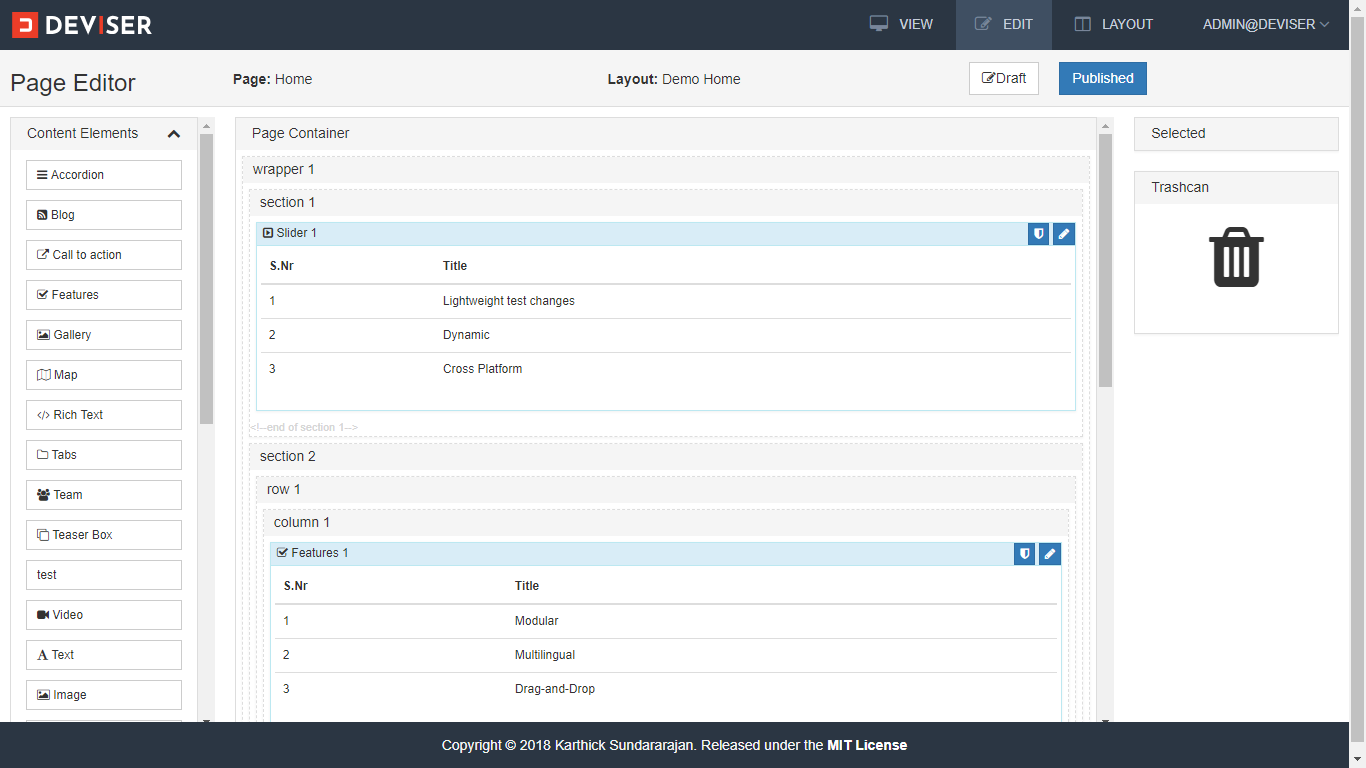 DEVISER
VIEW
EDIT
LAYOUT
ADMIN@DEVISER
Page Editor
Page: Home
Layout: Demo Home
Draft
Published
Content Elements
Accordion
Blog
Call to action
Features
Gallery
Map
</> Rich Text
Tabs
Team
Teaser Box
test
Video
A Text
Image
Page Container
wrapper 1
section 1
Slider 1
S.Nr Title
1 Lightweight test changes
2 Dynamic
3 Cross Platform
<!--end of section 1-->
section 2
row 1
column 1
Features 1
S.Nr Title
1 Modular
2 Multilingual
3 Drag-and-Drop
Selected
Trashcan
Copyright © 2018 Karthick Sundararajan. Released under the MIT License